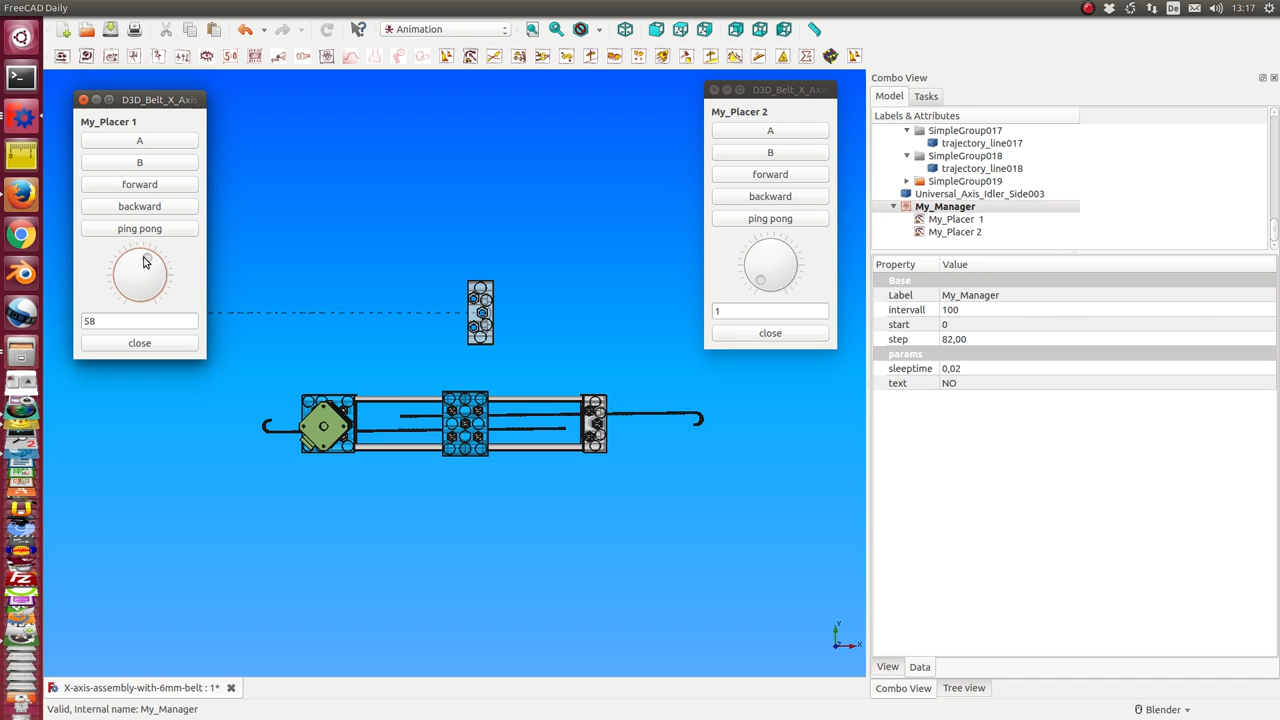 FreeCAD Daily
De
13:17
Animation
D3D_Belt_X_Axis
My_Placer 1
A
B
forward
backward
ping pong
58
close
D3D_Belt_X_Axis
My_Placer 2
A
B
forward
backward
ping pong
1
close
Combo View
Model
Tasks
Labels & Attributes
SimpleGroup017
trajectory_line017
SimpleGroup018
trajectory_line018
SimpleGroup019
Universal_Axis_Idler_Side003
My_Manager
My_Placer 1
My_Placer 2
Property Value
Base
Label My_Manager
intervall 100
start 0
step 82,00
params
sleeptime 0,02
text NO
Y
X
View
Data
Combo View
Tree view
X-axis-assembly-with-6mm-belt : 1*
Valid, Internal name: My_Manager
Blender